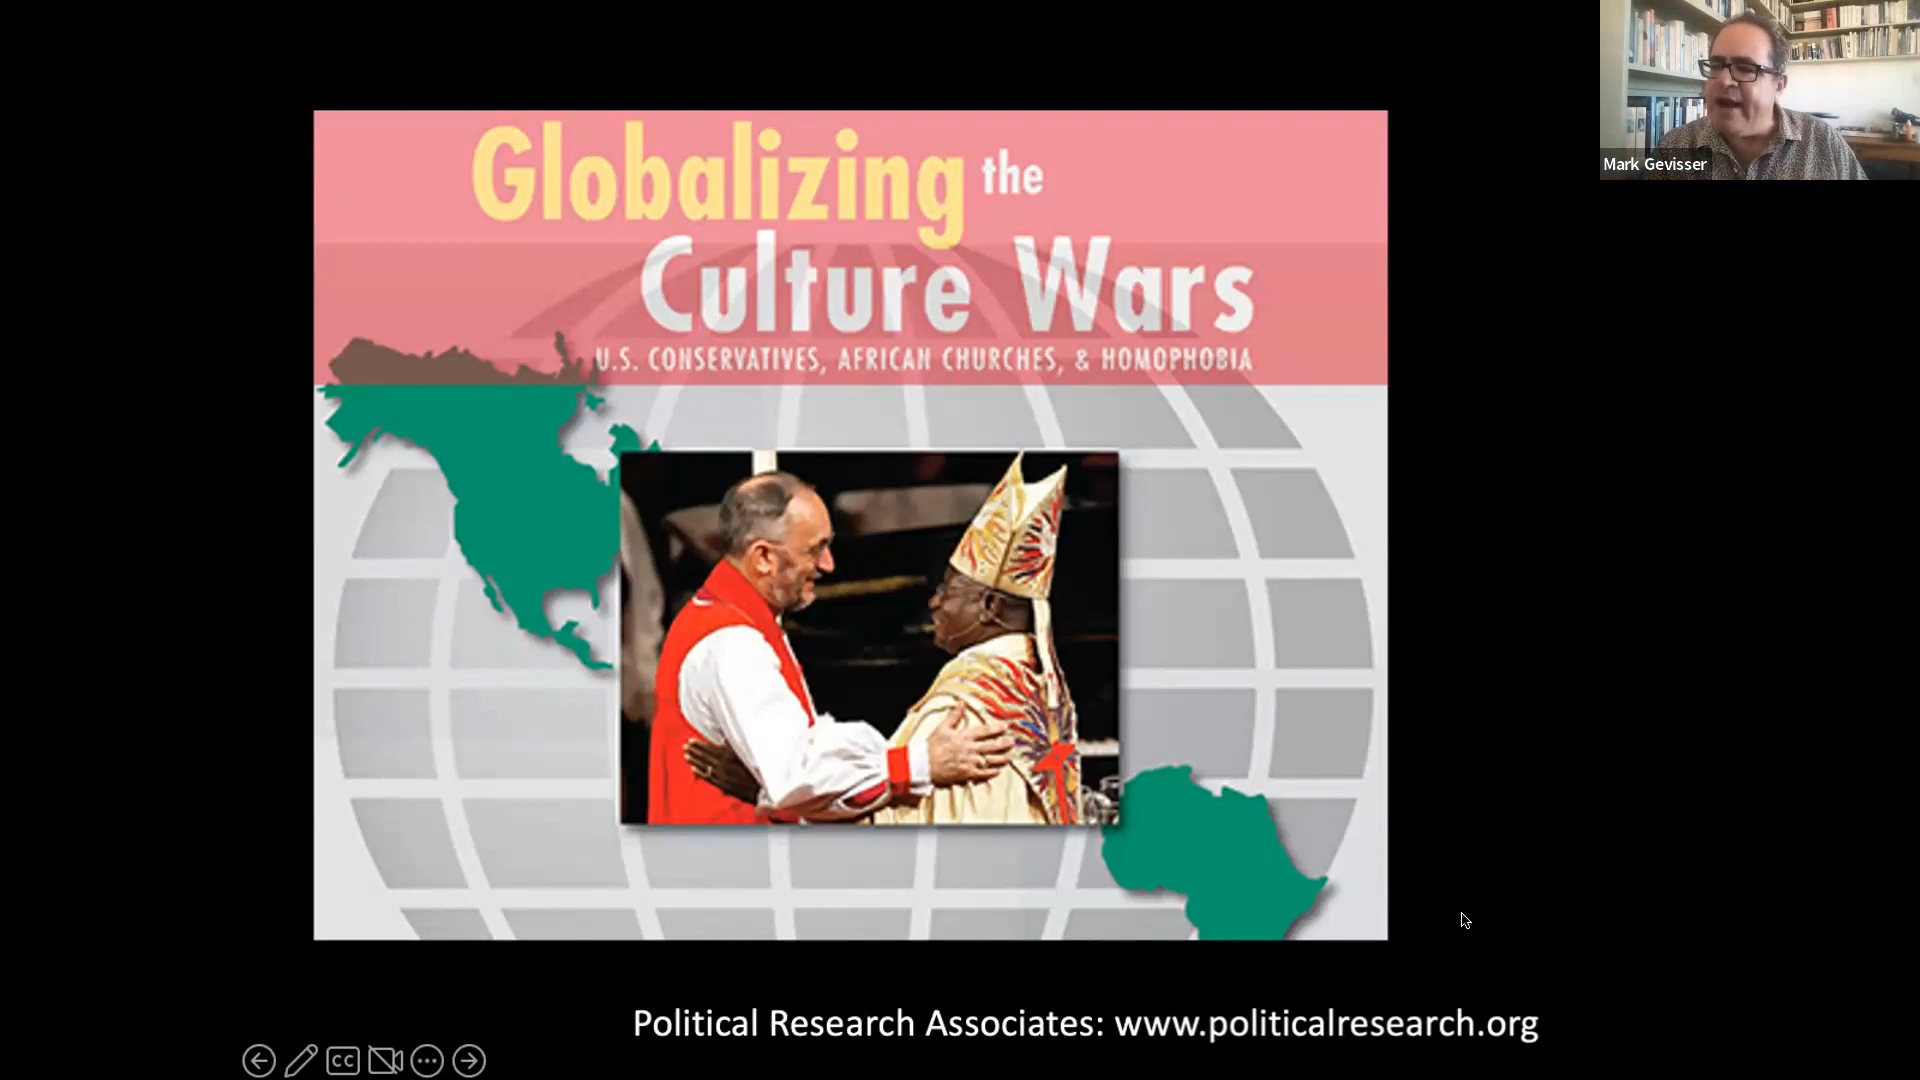 Globalizing the
Culture Wars
U.S. CONSERVATIVES, AFRICAN CHURCHES, & HOMOPHOBIA
Mark Gevisser
Political Research Associates: www.politicalresearch.org
CC